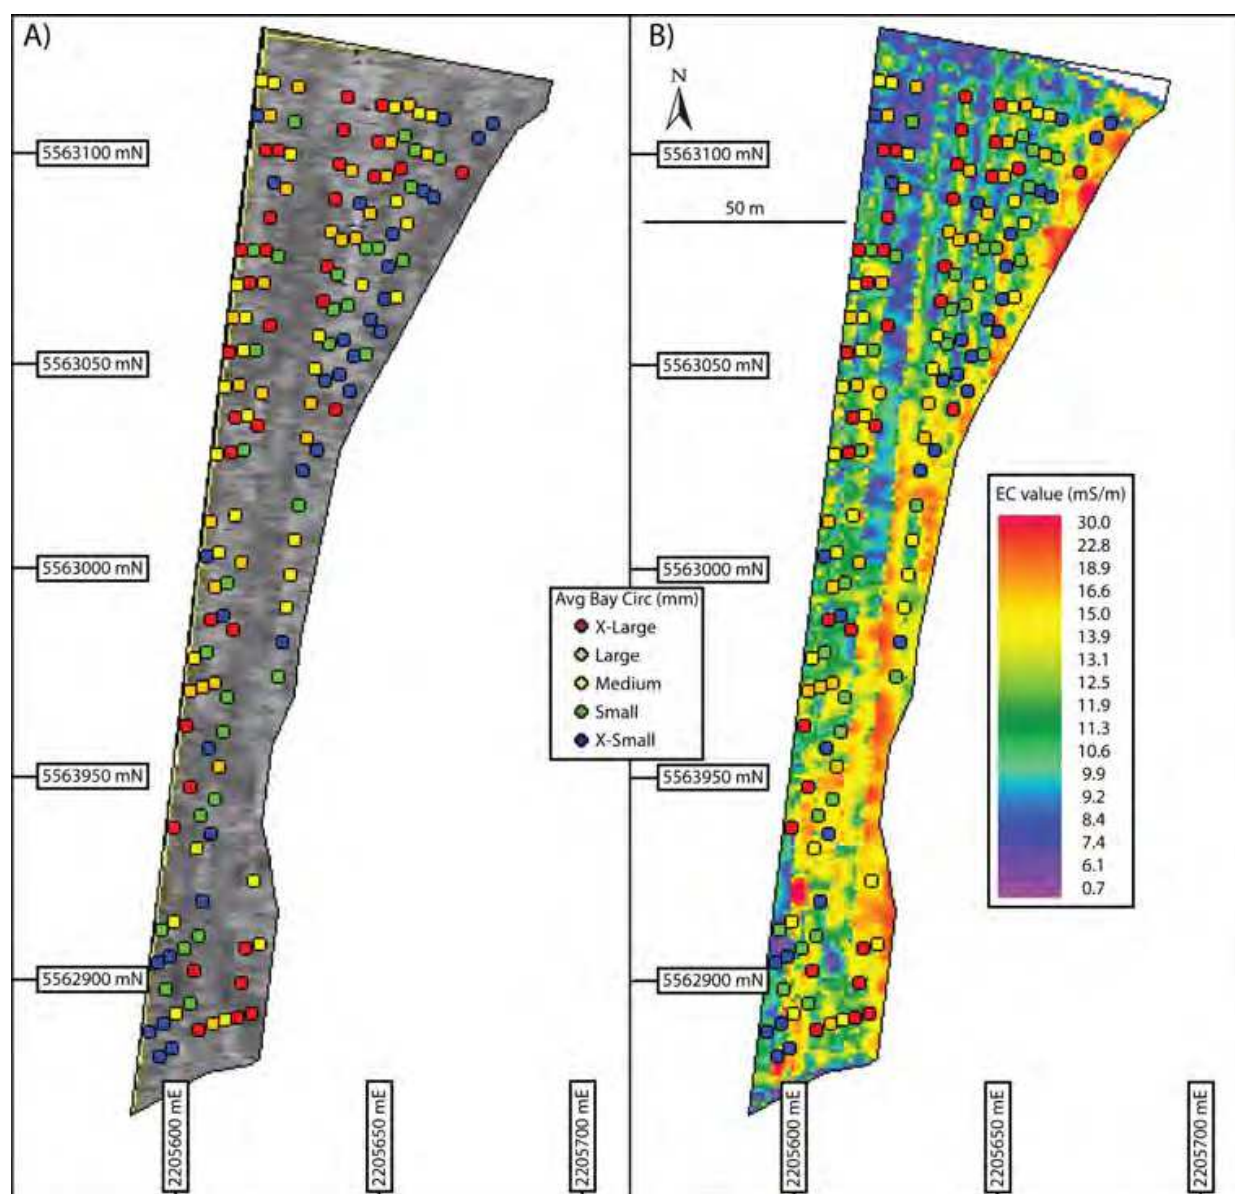 A)
B)
N
5563100 mN
5563100 mN
50 m
5563050 mN
5563050 mN
EC value (mS/m)
30.0
22.8
18.9
16.6
15.0
13.9
13.1
12.5
11.9
11.3
10.6
9.9
9.2
8.4
7.4
6.1
0.7
5563000 mN
5563000 mN
Avg Bay Circ (mm)
X-Large
Large
Medium
Small
X-Small
5563950 mN
5563950 mN
5562900 mN
5562900 mN
2205600 mE
2205650 mE
2205700 mE
2205600 mE
2205650 mE
2205700 mE